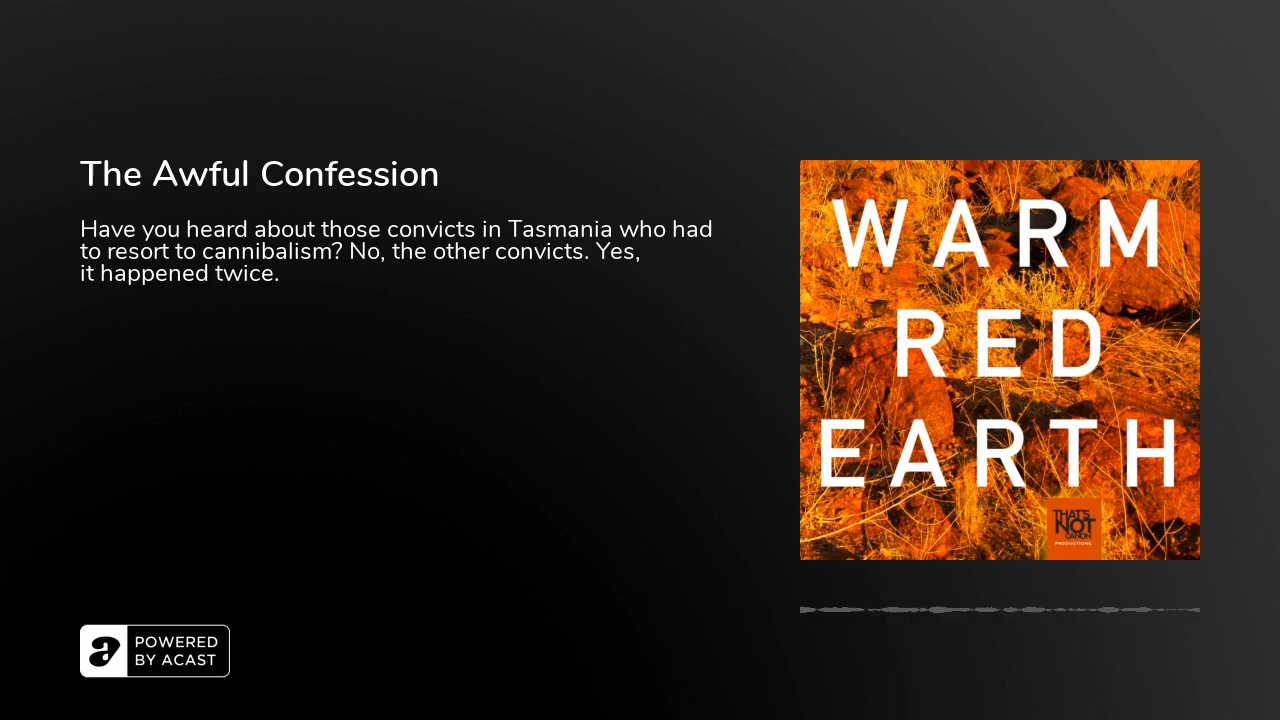 The Awful Confession
Have you heard about those convicts in Tasmania who had
to resort to cannibalism? No, the other convicts. Yes,
it happened twice.
WARM
RED
EARTH
THAT'S
NOT
PRODUCTIONS
POWERED
BY ACAST